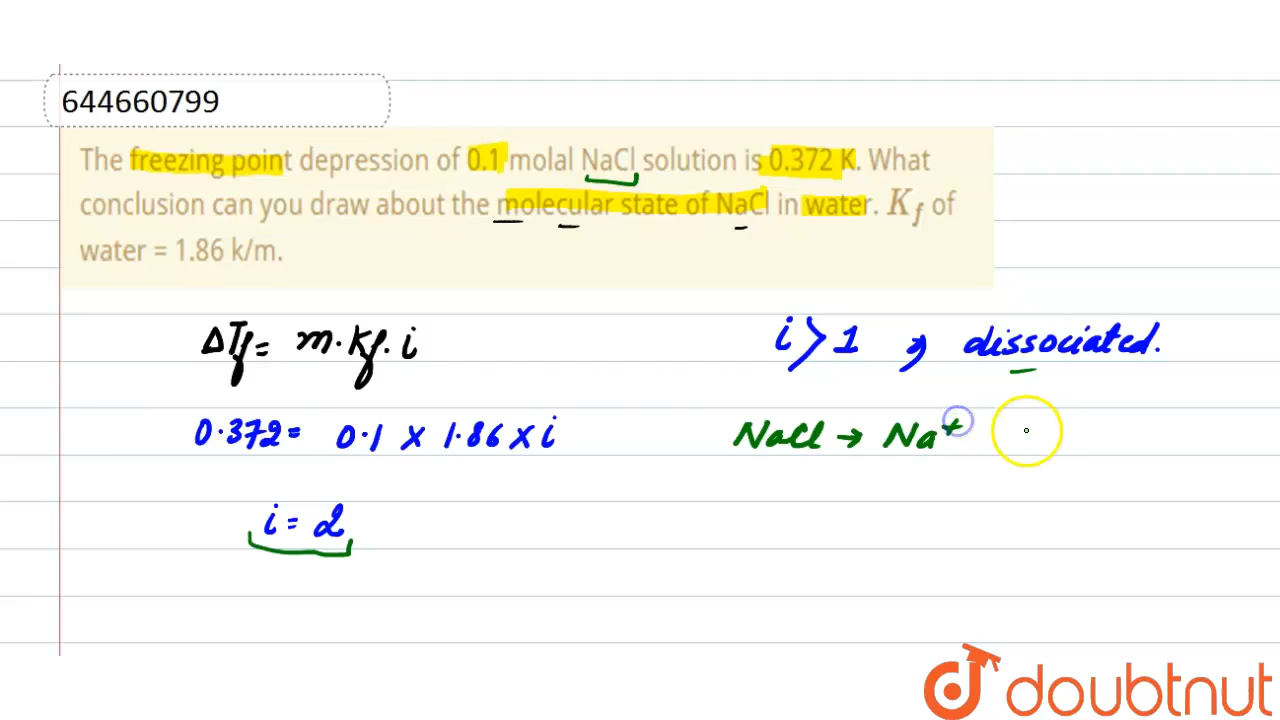 644660799
The freezing point depression of 0.1 molal NaCl solution is 0.372 K. What
conclusion can you draw about the molecular state of NaCl in water. K_f of
water = 1.86 k/m.
ΔTf = m.Kf.i
i > 1 ⇒ dissociated.
0.372 = 0.1 × 1.86 × i
NaCl → Na⁺
i = 2
doubtnut